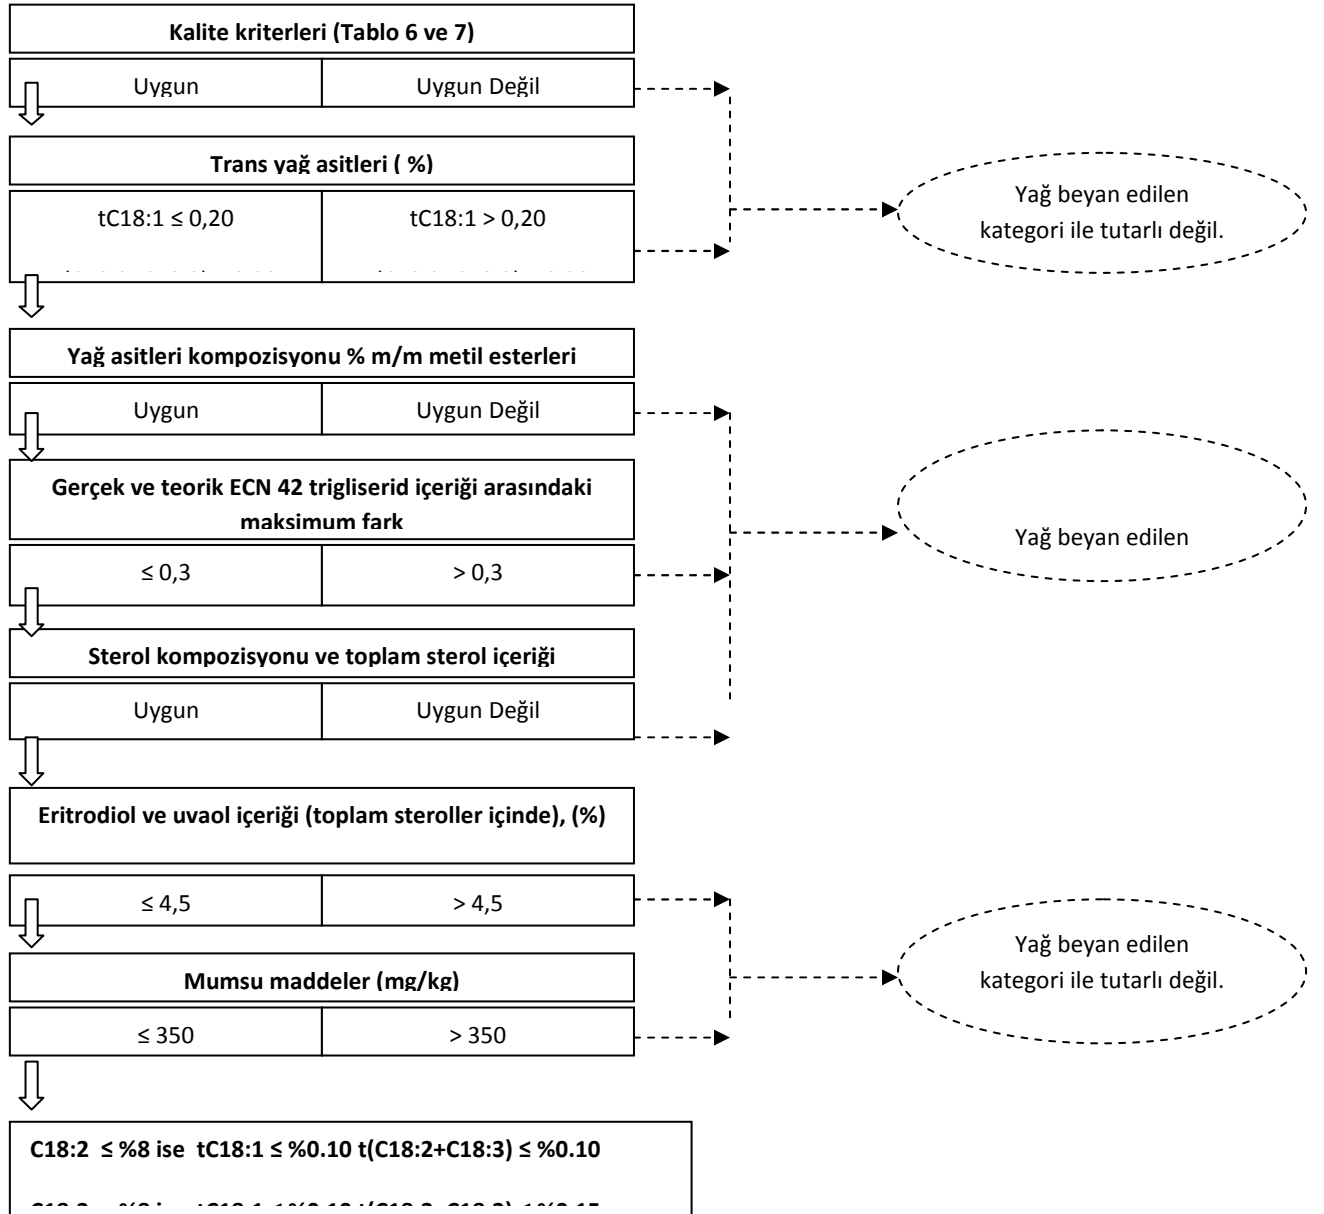 Kalite kriterleri (Tablo 6 ve 7)
Uygun
Uygun Değil
Trans yağ asitleri ( %)
tC18:1 ≤ 0,20
tC18:1 > 0,20
Yağ beyan edilen
kategori ile tutarlı değil.
Yağ asitleri kompozisyonu % m/m metil esterleri
Uygun
Uygun Değil
Gerçek ve teorik ECN 42 trigliserid içeriği arasındaki
maksimum fark
≤ 0,3
> 0,3
Yağ beyan edilen
Sterol kompozisyonu ve toplam sterol içeriği
Uygun
Uygun Değil
Eritrodiol ve uvaol içeriği (toplam steroller içinde), (%)
≤ 4,5
> 4,5
Mumsu maddeler (mg/kg)
≤ 350
> 350
Yağ beyan edilen
kategori ile tutarlı değil.
C18:2 ≤ %8 ise tC18:1 ≤ %0.10 t(C18:2+C18:3) ≤ %0.10